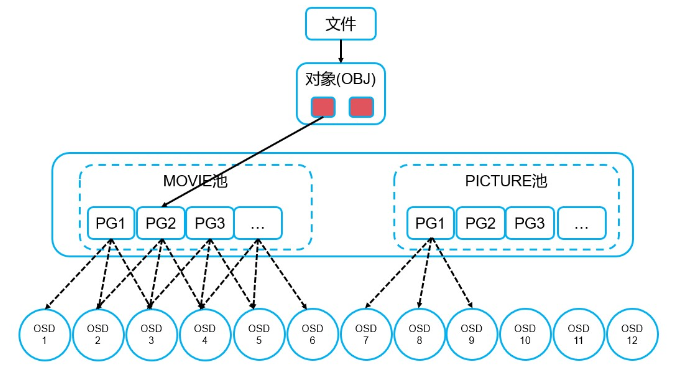 文件
对象(OBJ)
MOVIE池
PICTURE池
PG1
PG2
PG3
...
PG1
PG2
PG3
...
OSD
1
OSD
2
OSD
3
OSD
4
OSD
5
OSD
6
OSD
7
OSD
8
OSD
9
OSD
10
OSD
11
OSD
12